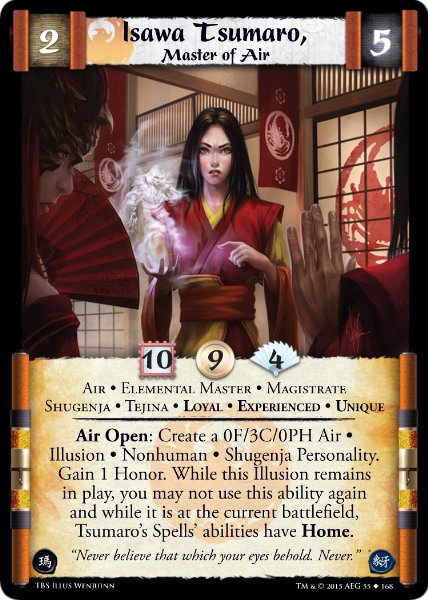 2
Isawa Tsumaro,
5
Master of Air
10
9
4
Air • Elemental Master • Magistrate
Shugenja • Tejina • Loyal • Experienced • Unique
Air Open: Create a 0F/3C/0PH Air •
Illusion • Nonhuman • Shugenja Personality.
Gain 1 Honor. While this Illusion remains
in play, you may not use this ability again
and while it is at the current battlefield,
Tsumaro's Spells' abilities have Home.
"Never believe that which your eyes behold. Never."
TBS Illus Wenjuinn
TM & © 2015 AEG 55 ◆ 168